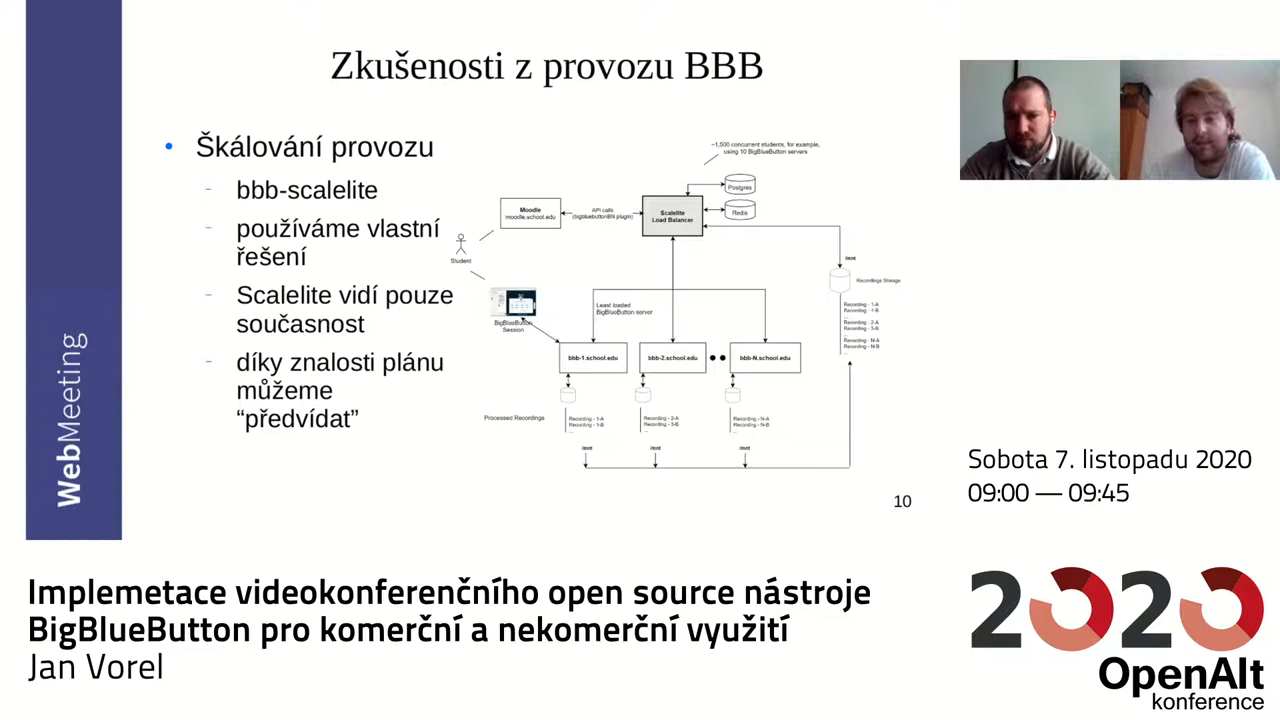 Zkušenosti z provozu BBB
• Škálování provozu
- bbb-scalelite
- používáme vlastní
řešení
- Scalelite vidí pouze
současnost
- díky znalosti plánu
můžeme
“předvídat”
~1,500 concurrent students, for example,
using 10 BigBlueButton servers
Postgres
Redis
Moodle
moodle.school.edu
API calls
(bigbluebuttonBN plugin)
Scalelite
Load Balancer
Student
/mnt
Recordings Storage
Recording - 1-A
Recording - 1-B
...
Recording - 2-A
Recording - 3-B
...
Recording - N-A
Recording - N-B
...
Least loaded
BigBlueButton server
BigBlueButton
Session
bbb-1.school.edu
bbb-2.school.edu
bbb-N.school.edu
Processed Recordings
Recording - 1-A
Recording - 1-B
...
Recording - 2-A
Recording - 3-B
...
Recording - N-A
Recording - N-B
...
/mnt
/mnt
/mnt
10
WebMeeting
Sobota 7. listopadu 2020
09:00 — 09:45
Implemetace videokonferenčního open source nástroje
BigBlueButton pro komerční a nekomerční využití
Jan Vorel
2020
OpenAlt
konference